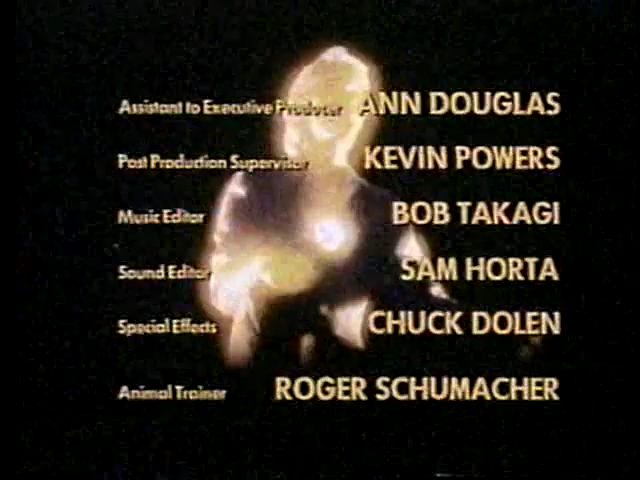 Assistant to Executive Producer ANN DOUGLAS
Post Production Supervisor KEVIN POWERS
Music Editor BOB TAKAGI
Sound Editor SAM HORTA
Special Effects CHUCK DOLEN
Animal Trainer ROGER SCHUMACHER